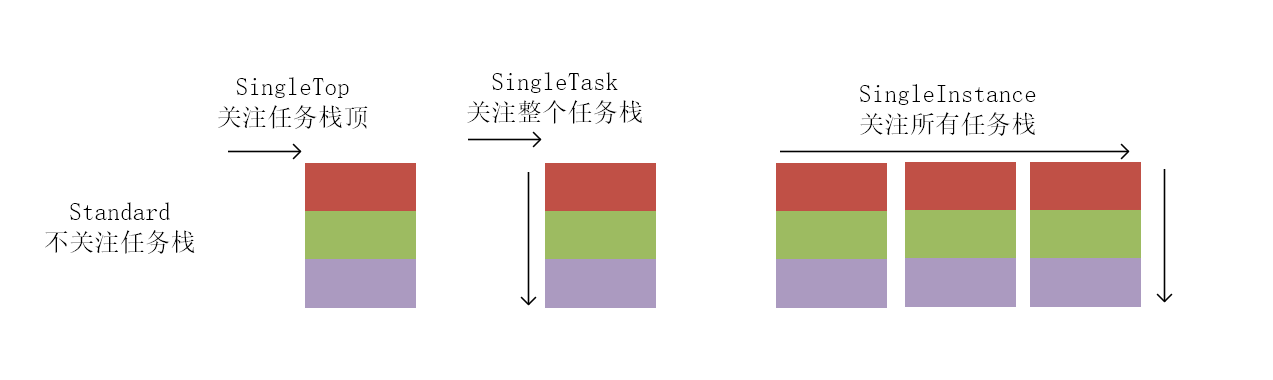 SingleTop
关注任务栈顶
SingleTask
关注整个任务栈
SingleInstance
关注所有任务栈
Standard
不关注任务栈